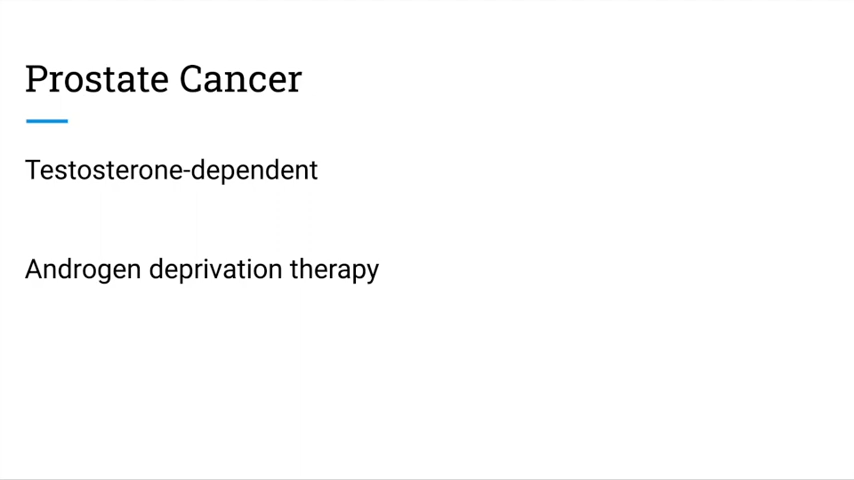 Prostate Cancer
Testosterone-dependent
Androgen deprivation therapy